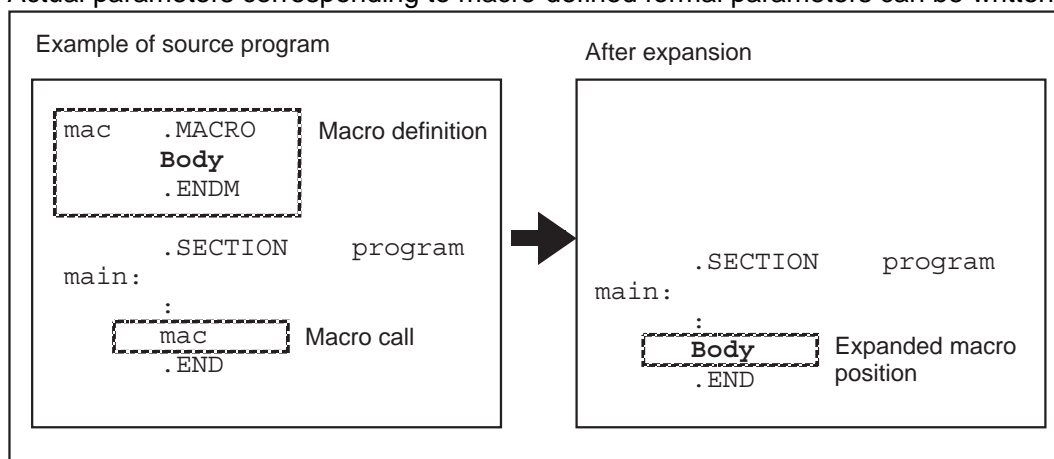 Actual parameters corresponding to macro-defined formal parameters can be written
Example of source program
mac .MACRO
Body
.ENDM
Macro definition
.SECTION program
main:
:
mac
Macro call
.END
After expansion
.SECTION program
main:
:
Body
Expanded macro
position
.END